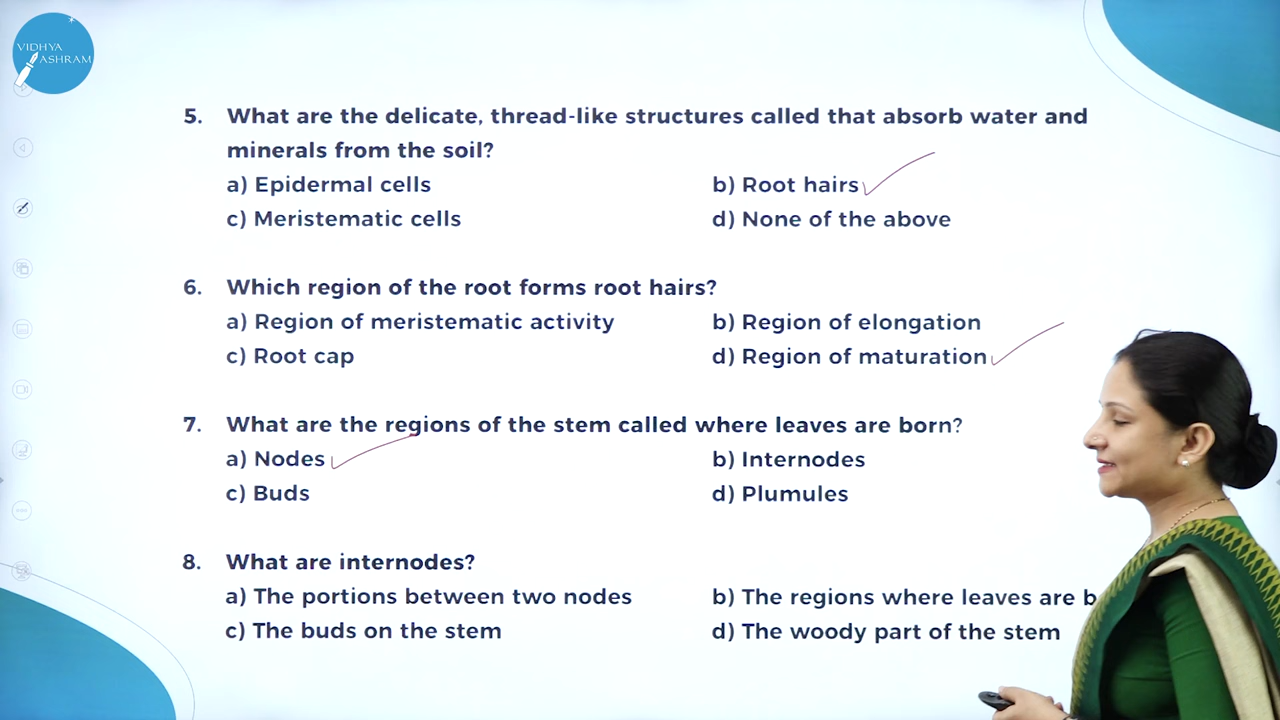 VIDHYA
ASHRAM
5. What are the delicate, thread-like structures called that absorb water and
minerals from the soil?
a) Epidermal cells b) Root hairs
c) Meristematic cells d) None of the above
6. Which region of the root forms root hairs?
a) Region of meristematic activity b) Region of elongation
c) Root cap d) Region of maturation
7. What are the regions of the stem called where leaves are born?
a) Nodes b) Internodes
c) Buds d) Plumules
8. What are internodes?
a) The portions between two nodes b) The regions where leaves are b
c) The buds on the stem d) The woody part of the stem